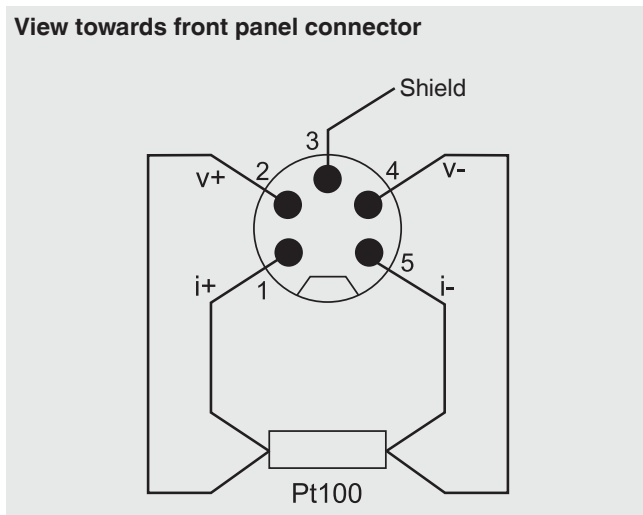 View towards front panel connector
Shield
3
2
4
v+
v-
5
i+
1
i-
Pt100